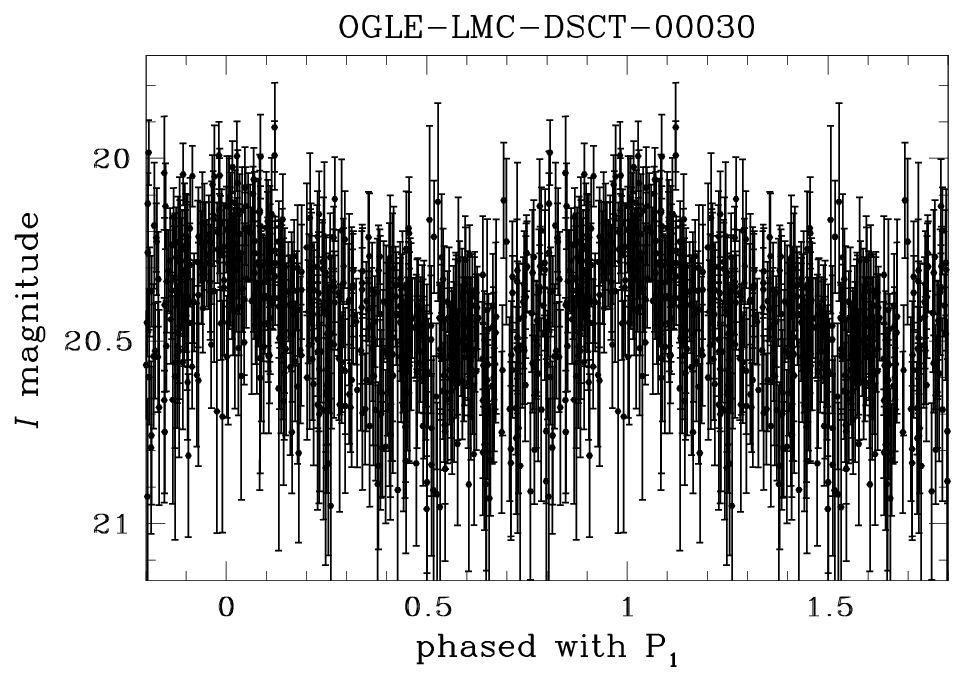 OGLE-LMC-DSCT-00030
I magnitude
20
20.5
21
0 0.5 1 1.5
phased with P₁